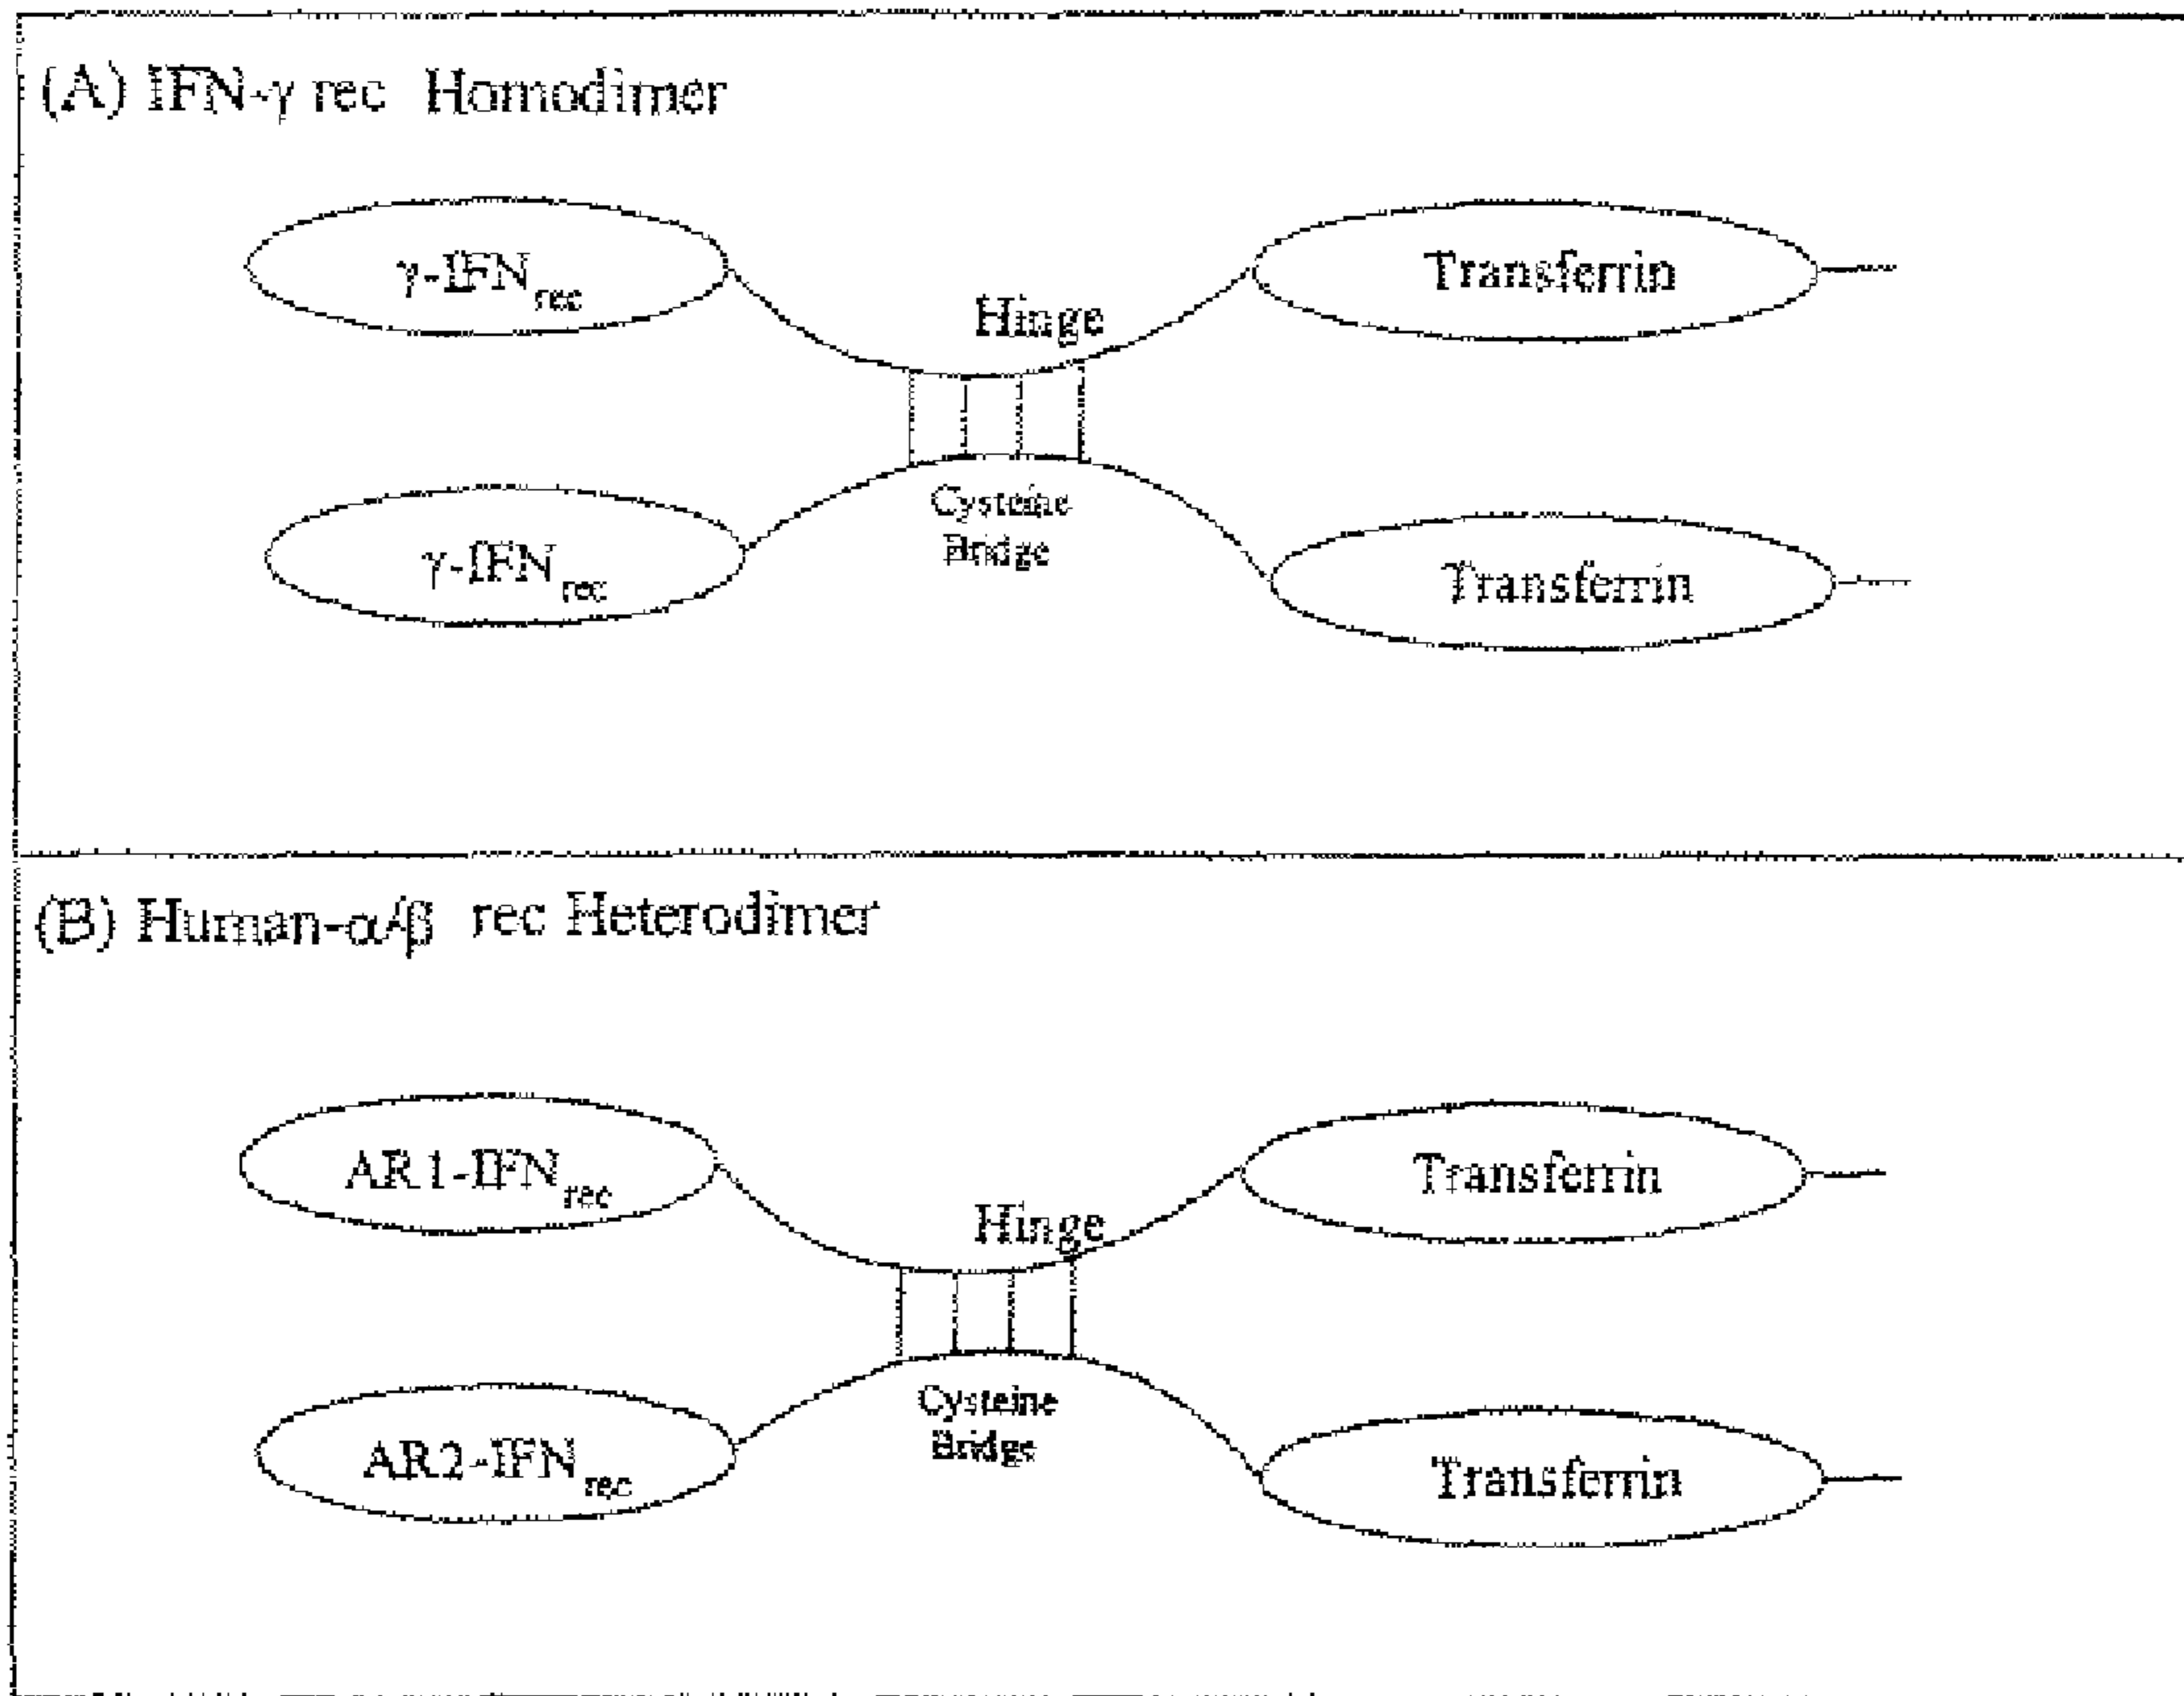 (A) IFN-γ rec Homodimer
γ-IFN rec
Transferrin
Hinge
Cysteine
Bridge
γ-IFN rec
Transferrin
(B) Human-α/β rec Heterodimer
AR1-IFN rec
Transferrin
Hinge
Cysteine
Bridge
AR2-IFN rec
Transferrin